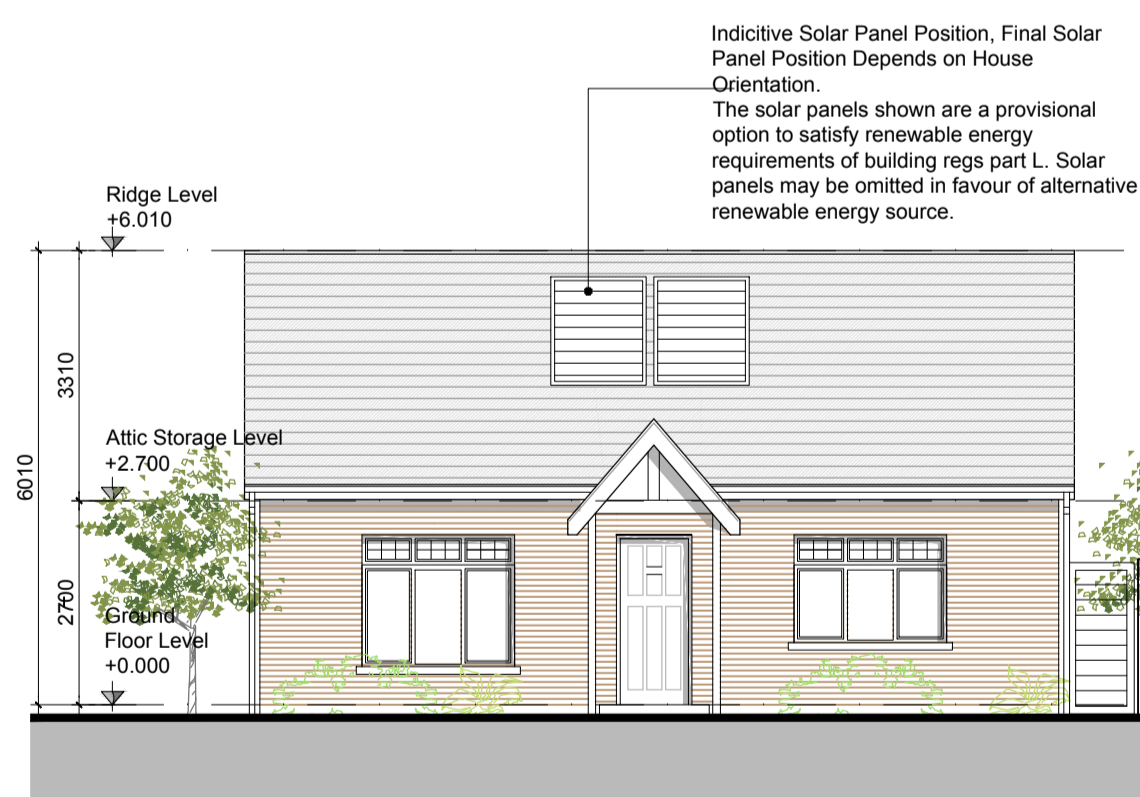 Indicitive Solar Panel Position, Final Solar
Panel Position Depends on House
Orientation.
The solar panels shown are a provisional
option to satisfy renewable energy
requirements of building regs part L. Solar
panels may be omitted in favour of alternative
renewable energy source.
Ridge Level
+6.010
3310
Attic Storage Level
+2.700
6010
2700
Ground
Floor Level
+0.000